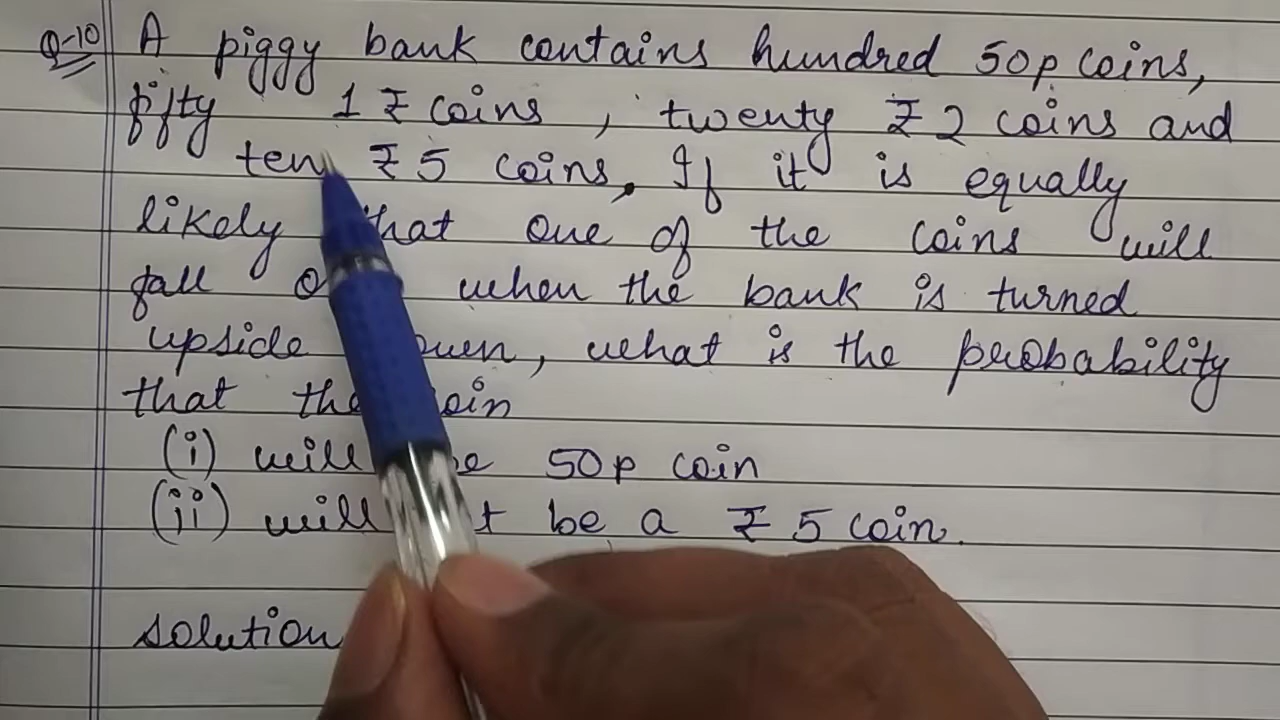 Q-10 A piggy bank contains hundred 50p coins,
fifty 1 ₹ coins, twenty ₹ 2 coins and
ten ₹ 5 coins. If it is equally
likely that one of the coins will
fall when the bank is turned
upside, what is the probability
that the coin
(i) will be 50p coin
(ii) will be a ₹ 5 coin.
solution